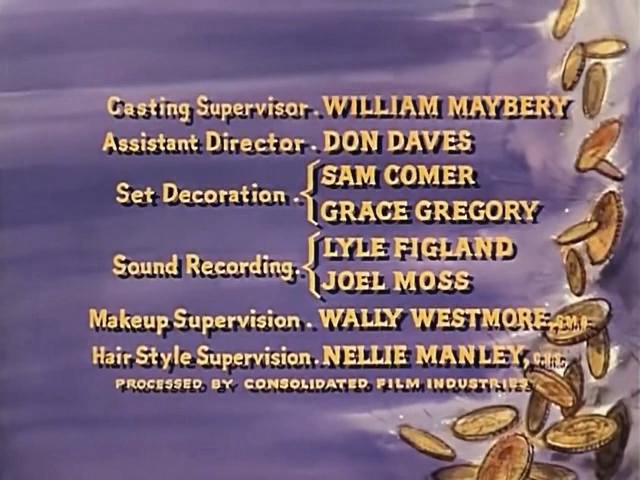 Casting Supervisor. WILLIAM MAYBERY
Assistant Director. DON DAVES
Set Decoration. { SAM COMER
GRACE GREGORY
Sound Recording. { LYLE FIGLAND
JOEL MOSS
Makeup Supervision. WALLY WESTMORE,
Hair Style Supervision. NELLIE MANLEY,
PROCESSED BY CONSOLIDATED FILM INDUSTRIES